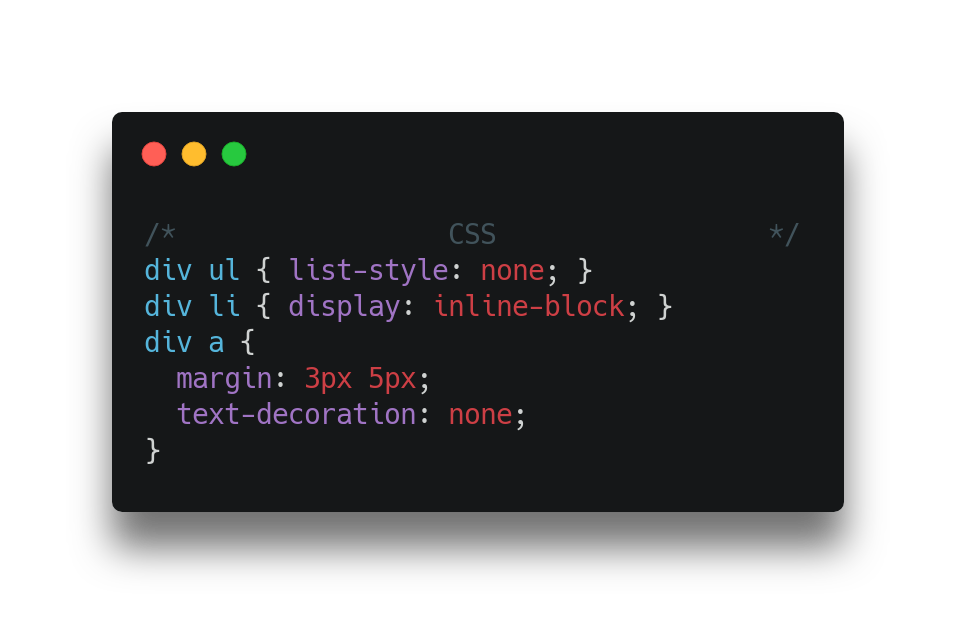 /*                 CSS                 */
div ul { list-style: none; }
div li { display: inline-block; }
div a {
  margin: 3px 5px;
  text-decoration: none;
}